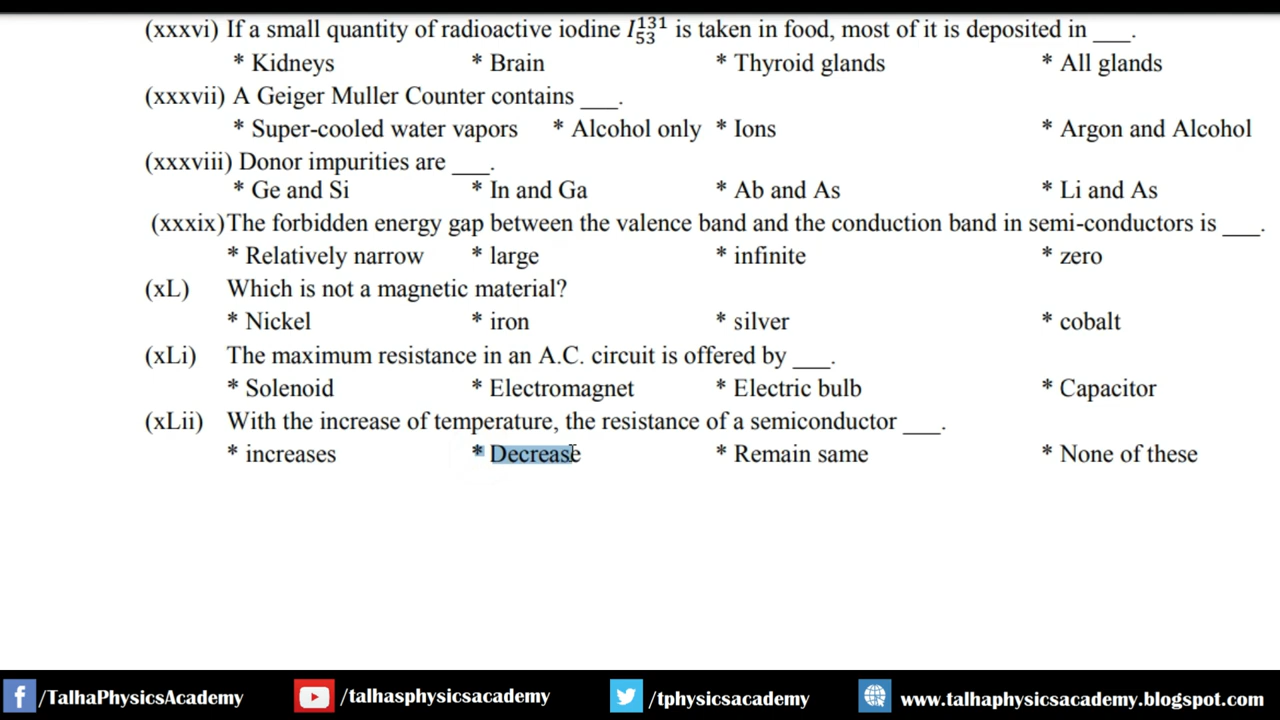 (xxxvi) If a small quantity of radioactive iodine I₅₃¹³¹ is taken in food, most of it is deposited in ___.
* Kidneys * Brain * Thyroid glands * All glands
(xxxvii) A Geiger Muller Counter contains ___.
* Super-cooled water vapors * Alcohol only * Ions * Argon and Alcohol
(xxxviii) Donor impurities are ___.
* Ge and Si * In and Ga * Ab and As * Li and As
(xxxix)The forbidden energy gap between the valence band and the conduction band in semi-conductors is ___.
* Relatively narrow * large * infinite * zero
(xL) Which is not a magnetic material?
* Nickel * iron * silver * cobalt
(xLi) The maximum resistance in an A.C. circuit is offered by ___.
* Solenoid * Electromagnet * Electric bulb * Capacitor
(xLii) With the increase of temperature, the resistance of a semiconductor ___.
* increases * Decrease * Remain same * None of these
/TalhaPhysicsAcademy /talhasphysicsacademy /tphysicsacademy www.talhaphysicsacademy.blogspot.com